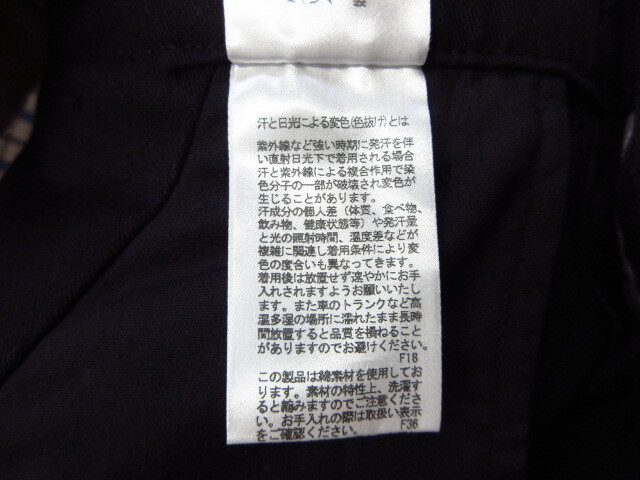 ミャンマー製
汗と日光による変色(色抜け)とは
紫外線など強い時期に発汗を伴
い直射日光下で着用される場合
汗と紫外線による複合作用で染
色分子の一部が破壊され変色が
生じることがあります。
汗成分の個人差(体質、食べ物、
飲み物、健康状態等)や発汗量
と光の照射時間、温度差などが
複雑に関連し着用条件により変
色の度合いも異なってきます。
着用後は放置せず速やかにお手
入れされますようお願いいたし
ます。また車のトランクなど高
温多湿の場所に濡れたまま長時
間放置すると品質を損ねること
がありますのでお避けください。
F18
この製品は綿素材を使用してお
ります。素材の特性上、洗濯す
ると縮みますのでご注意くださ
い。お手入れの際は取扱い表示
をご確認ください。
F36